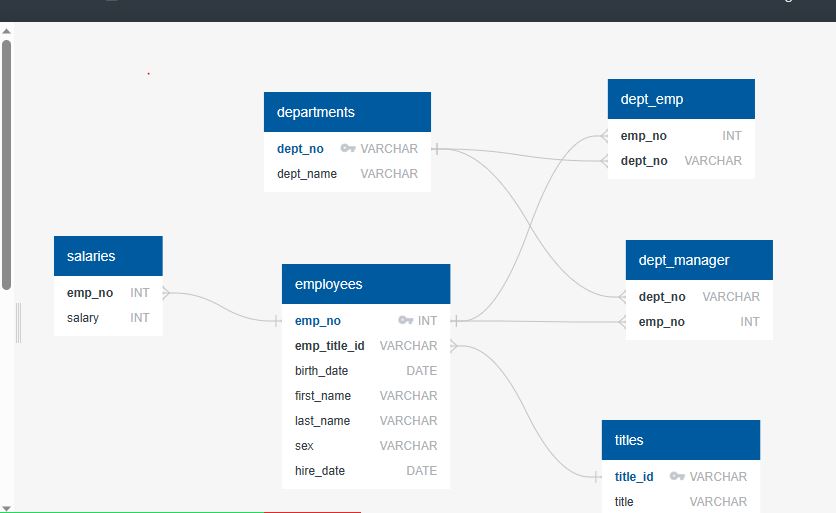 departments
dept_no VARCHAR
dept_name VARCHAR
dept_emp
emp_no INT
dept_no VARCHAR
salaries
emp_no INT
salary INT
employees
emp_no INT
emp_title_id VARCHAR
birth_date DATE
first_name VARCHAR
last_name VARCHAR
sex VARCHAR
hire_date DATE
dept_manager
dept_no VARCHAR
emp_no INT
titles
title_id VARCHAR
title VARCHAR